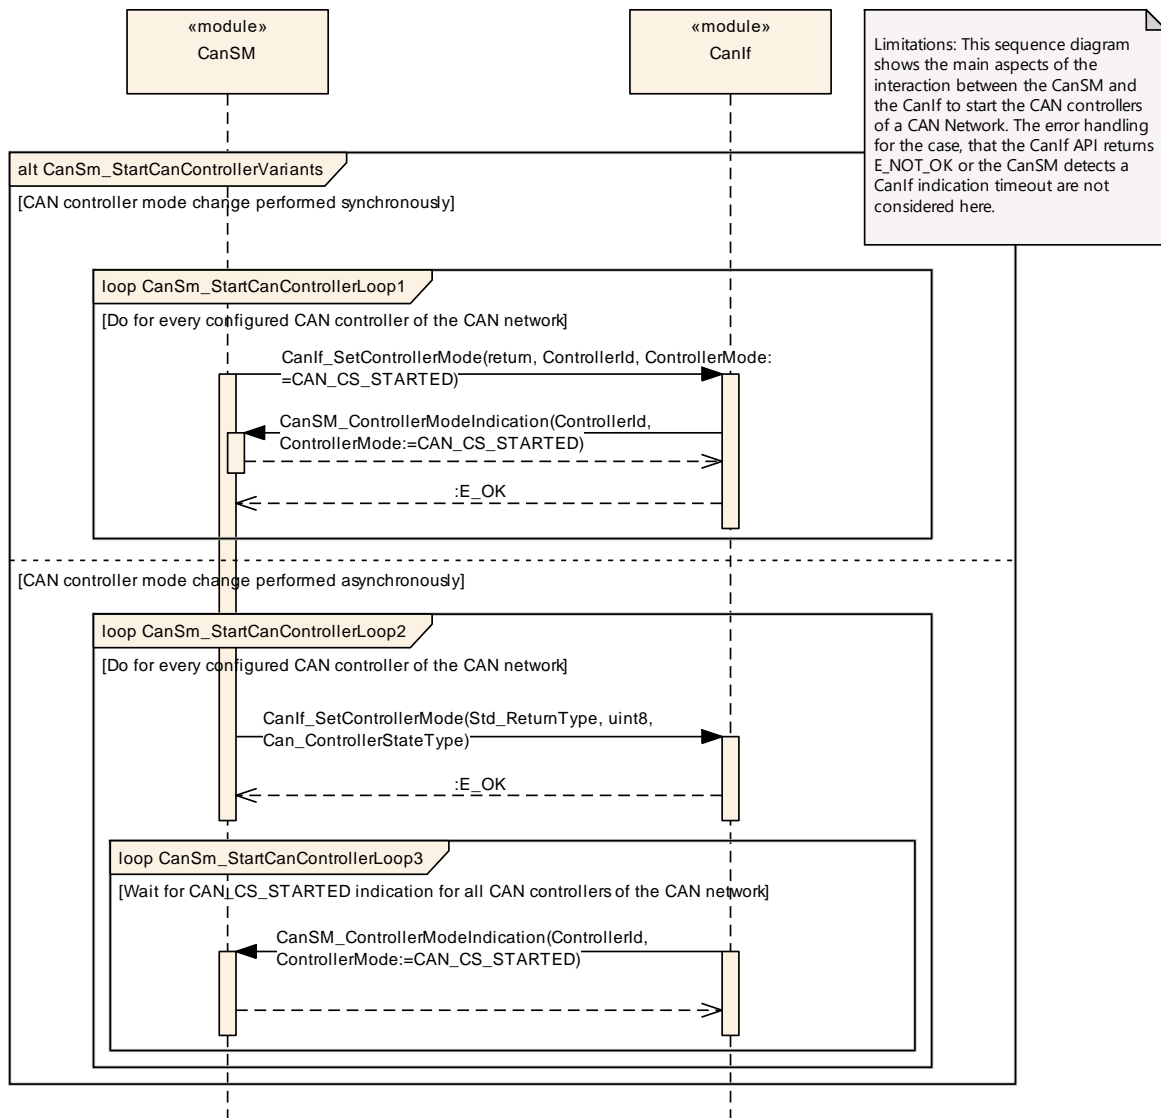 «module»
CanSM
«module»
CanIf
Limitations: This sequence diagram
shows the main aspects of the
interaction between the CanSM and
the CanIf to start the CAN controllers
of a CAN Network. The error handling
for the case, that the CanIf API returns
E_NOT_OK or the CanSM detects a
CanIf indication timeout are not
considered here.
alt CanSm_StartCanControllerVariants
[CAN controller mode change performed synchronously]
loop CanSm_StartCanControllerLoop1
[Do for every configured CAN controller of the CAN network]
CanIf_SetControllerMode(return, ControllerId, ControllerMode:
=CAN_CS_STARTED)
CanSM_ControllerModeIndication(ControllerId,
ControllerMode:=CAN_CS_STARTED)
:E_OK
[CAN controller mode change performed asynchronously]
loop CanSm_StartCanControllerLoop2
[Do for every configured CAN controller of the CAN network]
CanIf_SetControllerMode(Std_ReturnType, uint8,
Can_ControllerStateType)
:E_OK
loop CanSm_StartCanControllerLoop3
[Wait for CAN_CS_STARTED indication for all CAN controllers of the CAN network]
CanSM_ControllerModeIndication(ControllerId,
ControllerMode:=CAN_CS_STARTED)